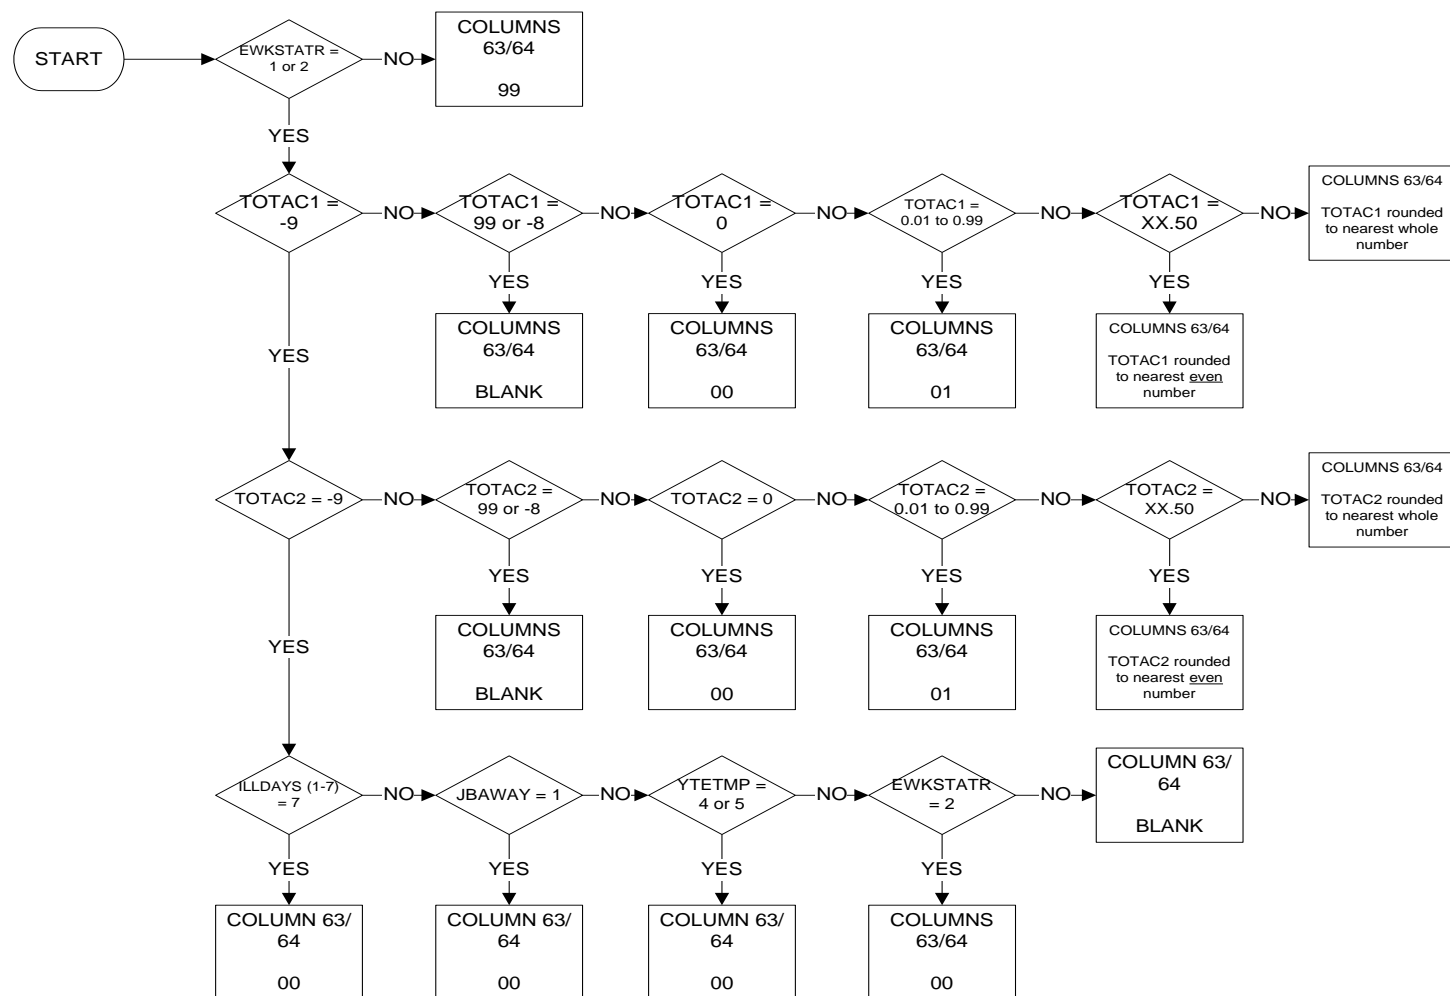 START
EWKSTATR =
1 or 2
NO
COLUMNS
63/64
99
YES
TOTAC1 =
-9
NO
TOTAC1 =
99 or -8
NO
TOTAC1 =
0
NO
TOTAC1 =
0.01 to 0.99
NO
TOTAC1 =
XX.50
NO
COLUMNS 63/64
TOTAC1 rounded
to nearest whole
number
YES
YES
YES
YES
YES
COLUMNS
63/64
BLANK
COLUMNS
63/64
00
COLUMNS
63/64
01
COLUMNS 63/64
TOTAC1 rounded
to nearest even
number
TOTAC2 = -9
NO
TOTAC2 =
99 or -8
NO
TOTAC2 = 0
NO
TOTAC2 =
0.01 to 0.99
NO
TOTAC2 =
XX.50
NO
COLUMNS 63/64
TOTAC2 rounded
to nearest whole
number
YES
YES
YES
YES
YES
COLUMNS
63/64
BLANK
COLUMNS
63/64
00
COLUMNS
63/64
01
COLUMNS 63/64
TOTAC2 rounded
to nearest even
number
ILLDAYS (1-7)
= 7
NO
JBAWAY = 1
NO
YTETMP =
4 or 5
NO
EWKSTATR
= 2
NO
COLUMN 63/
64
BLANK
YES
YES
YES
YES
COLUMN 63/
64
00
COLUMN 63/
64
00
COLUMN 63/
64
00
COLUMNS
63/64
00